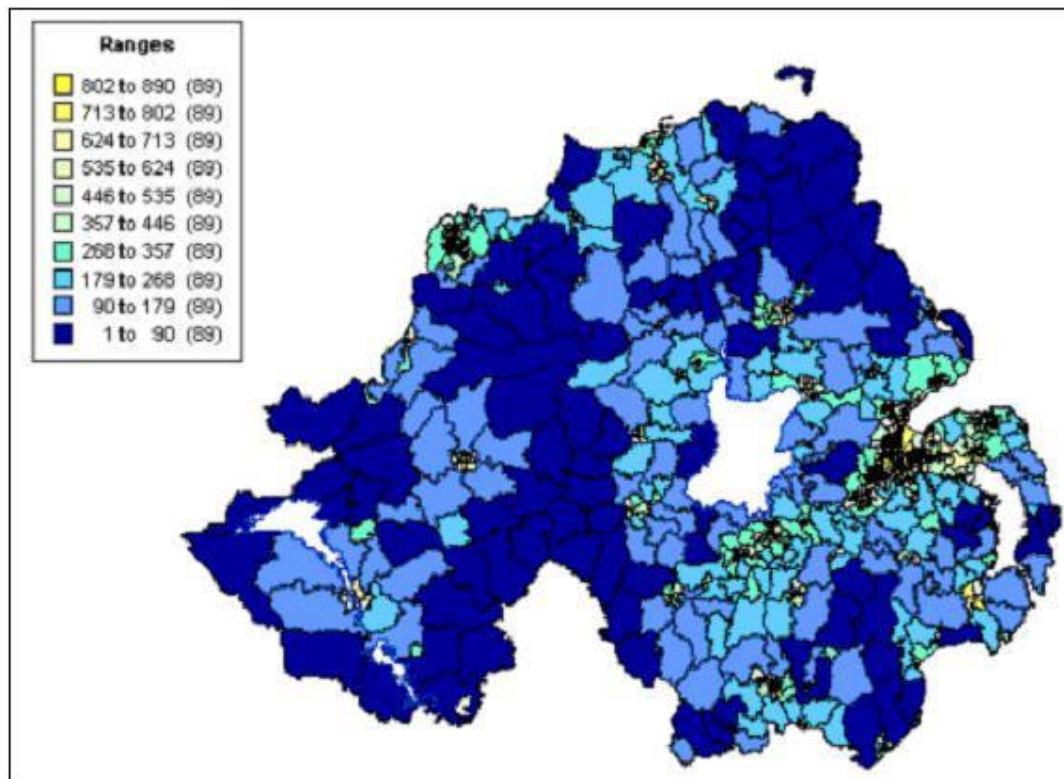 Ranges
802 to 890 (89)
713 to 802 (89)
624 to 713 (89)
535 to 624 (89)
446 to 535 (89)
357 to 446 (89)
268 to 357 (89)
179 to 268 (89)
90 to 179 (89)
1 to 90 (89)